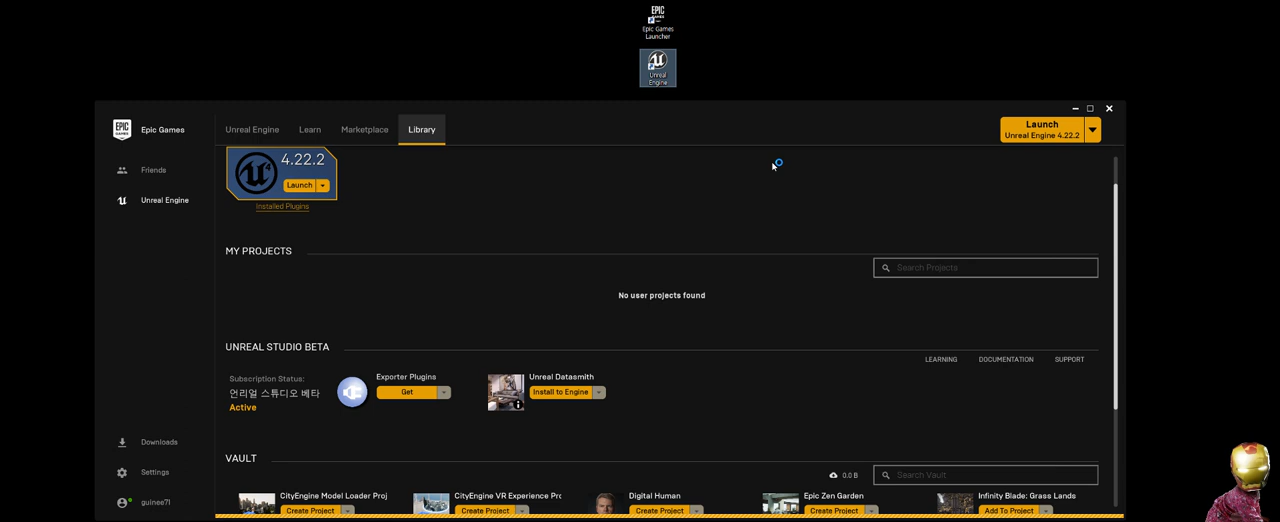 EPIC
GAMES
Epic Games
Launcher
Unreal
Engine
EPIC
GAMES
Epic Games
Unreal Engine
Learn
Marketplace
Library
Launch
Unreal Engine 4.22.2
Friends
Unreal Engine
4.22.2
Launch
Installed Plugins
MY PROJECTS
Search Projects
No user projects found
UNREAL STUDIO BETA
LEARNING
DOCUMENTATION
SUPPORT
Subscription Status:
언리얼 스튜디오 베타
Active
Exporter Plugins
Get
Unreal Datasmith
Install to Engine
VAULT
0.0 B
Search Vault
Downloads
Settings
guinee71
CityEngine Model Loader Proj
Create Project
CityEngine VR Experience Prc
Create Project
Digital Human
Create Project
Epic Zen Garden
Create Project
Infinity Blade: Grass Lands
Add To Project